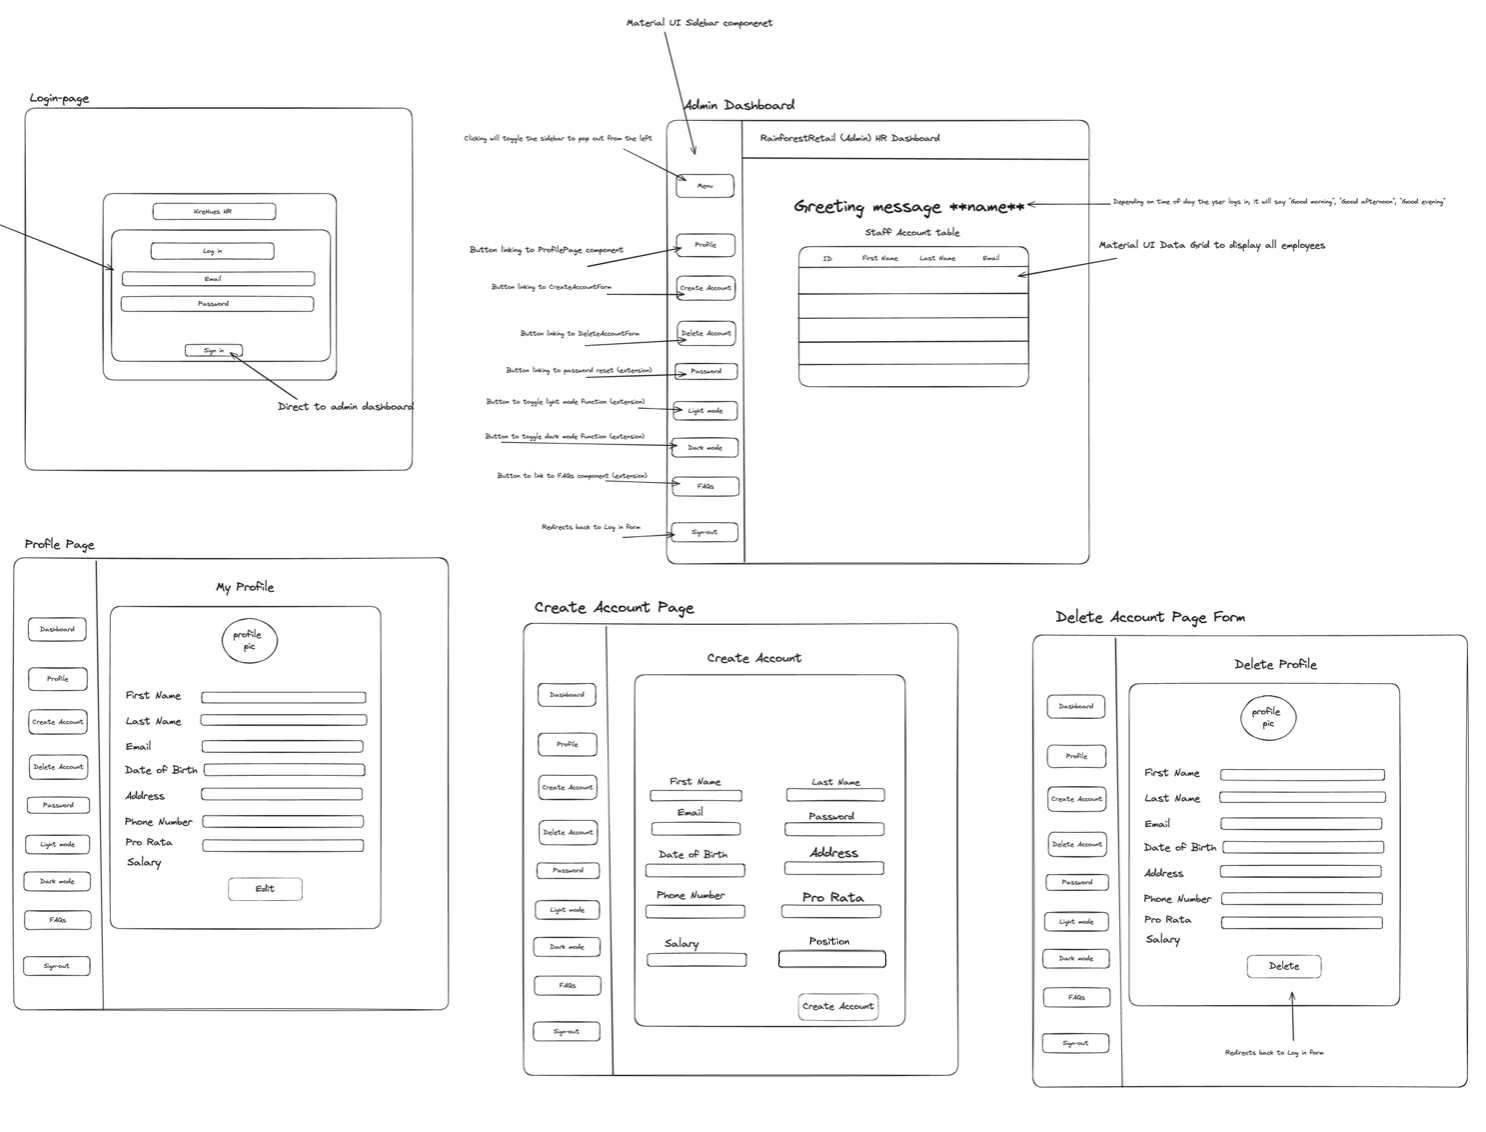 Material UI Sidebar componenet
Login-page
WireHues HR
Log in
Email
Password
Sign in
Direct to admin dashboard
Admin Dashboard
RainforestRetail (Admin) HR Dashboard
Clicking will toggle the sidebar to pop out from the left
Menu
Greeting message **name**
Depending on time of day the yser logs in, it will say "Good morning", "Good afternoon", "Good evening"
Staff Account table
Material UI Data Grid to display all employees
ID First Name Last Name Email
Button linking to ProfilePage component
Profile
Button linking to CreateAccountForm
Create Account
Button linking to DeleteAccountForm
Delete Account
Button linking to password reset (extension)
Password
Button to toggle light mode function (extension)
Light mode
Button to toggle dark mode function (extension)
Dark mode
Button to link to FAQs component (extension)
FAQs
Redirects back to Log in form
Sign-out
Profle Page
My Profile
profile
pic
Dashboard
Profile
Create Account
Delete Account
Password
Light mode
Dark mode
FAQs
Sign-out
First Name
Last Name
Email
Date of Birth
Address
Phone Number
Pro Rata
Salary
Edit
Create Account Page
Create Account
Dashboard
Profile
Create Account
Delete Account
Password
Light mode
Dark mode
FAQs
Sign-out
First Name Last Name
Email Password
Date of Birth Address
Phone Number Pro Rata
Salary Position
Create Account
Delete Account Page Form
Delete Profile
profile
pic
Dashboard
Profile
Create Account
Delete Account
Password
Light mode
Dark mode
FAQs
Sign-out
First Name
Last Name
Email
Date of Birth
Address
Phone Number
Pro Rata
Salary
Delete
Redirects back to Log in form